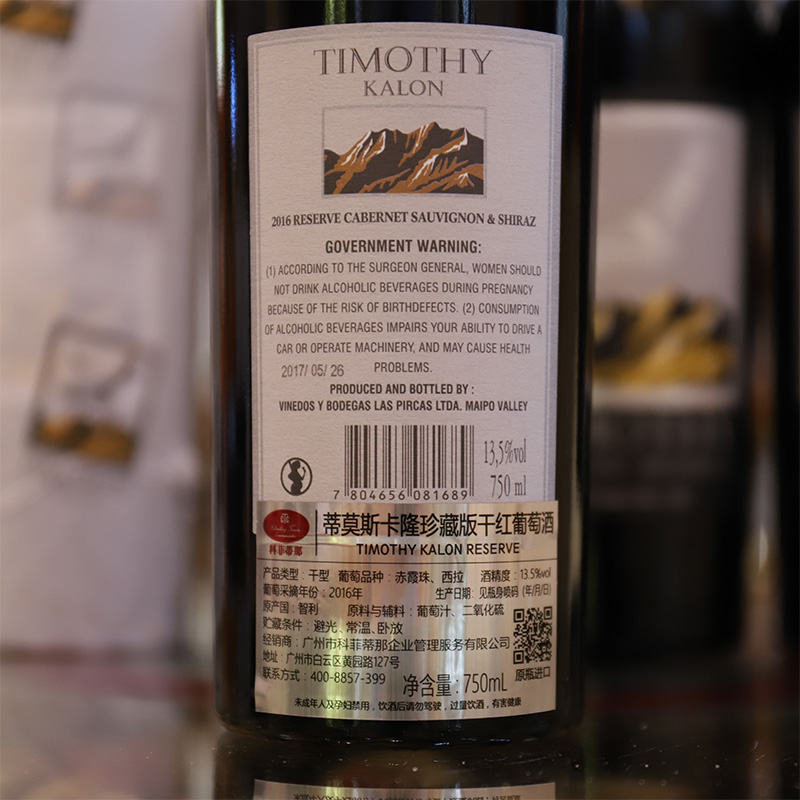 TIMOTHY
KALON
2016 RESERVE CABERNET SAUVIGNON & SHIRAZ
GOVERNMENT WARNING:
(1) ACCORDING TO THE SURGEON GENERAL, WOMEN SHOULD
NOT DRINK ALCOHOLIC BEVERAGES DURING PREGNANCY
BECAUSE OF THE RISK OF BIRTHDEFECTS. (2) CONSUMPTION
OF ALCOHOLIC BEVERAGES IMPAIRS YOUR ABILITY TO DRIVE A
CAR OR OPERATE MACHINERY, AND MAY CAUSE HEALTH
2017/ 05/ 26 PROBLEMS.
PRODUCED AND BOTTLED BY :
VINEDOS Y BODEGAS LAS PIRCAS LTDA. MAIPO VALLEY
13,5%vol
750 ml
7 804656 081689
科菲蒂那
蒂莫斯卡隆珍藏版干红葡萄酒
TIMOTHY KALON RESERVE
产品类型：干型 葡萄品种：赤霞珠、西拉 酒精度：13.5%vol
葡萄采摘年份：2016年 生产日期：见瓶身喷码 (年/月/日)
原产国：智利 原料与辅料：葡萄汁、二氧化硫
贮藏条件：避光、常温、卧放
经销商：广州市科菲蒂那企业管理服务有限公司
地址：广州市白云区黄园路127号
联系方式：400-8857-399 净含量：750mL
原瓶进口
未成年人及孕妇禁用，饮酒后请勿驾驶，过量饮酒，有害健康